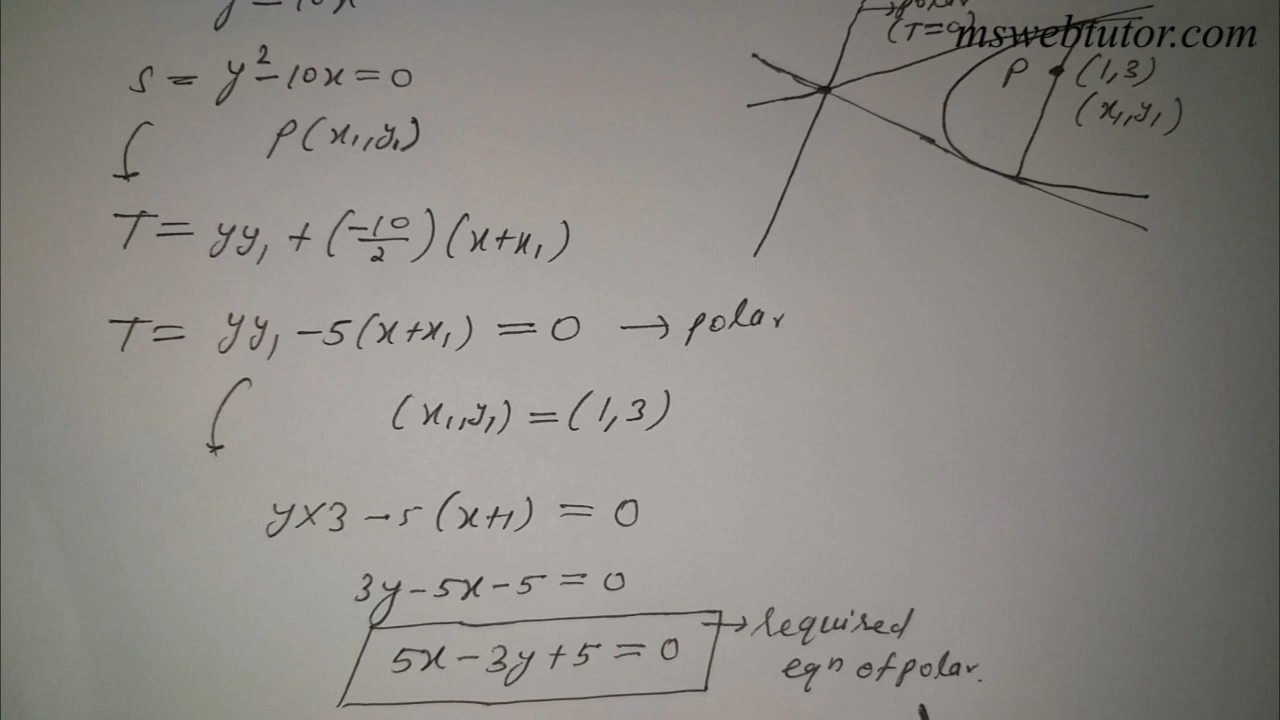 y = 10x
→polar
(T=0)
mswebtutor.com
S = y² - 10x = 0
P (1,3)
(x₁,y₁)
P(x₁,y₁)
T = yy₁ + (-10/2)(x+x₁)
T = yy₁ - 5(x+x₁) = 0 → polar
(x₁,y₁) = (1,3)
y×3 - 5(x+1) = 0
3y - 5x - 5 = 0
5x - 3y + 5 = 0 → required
eqn of polar.